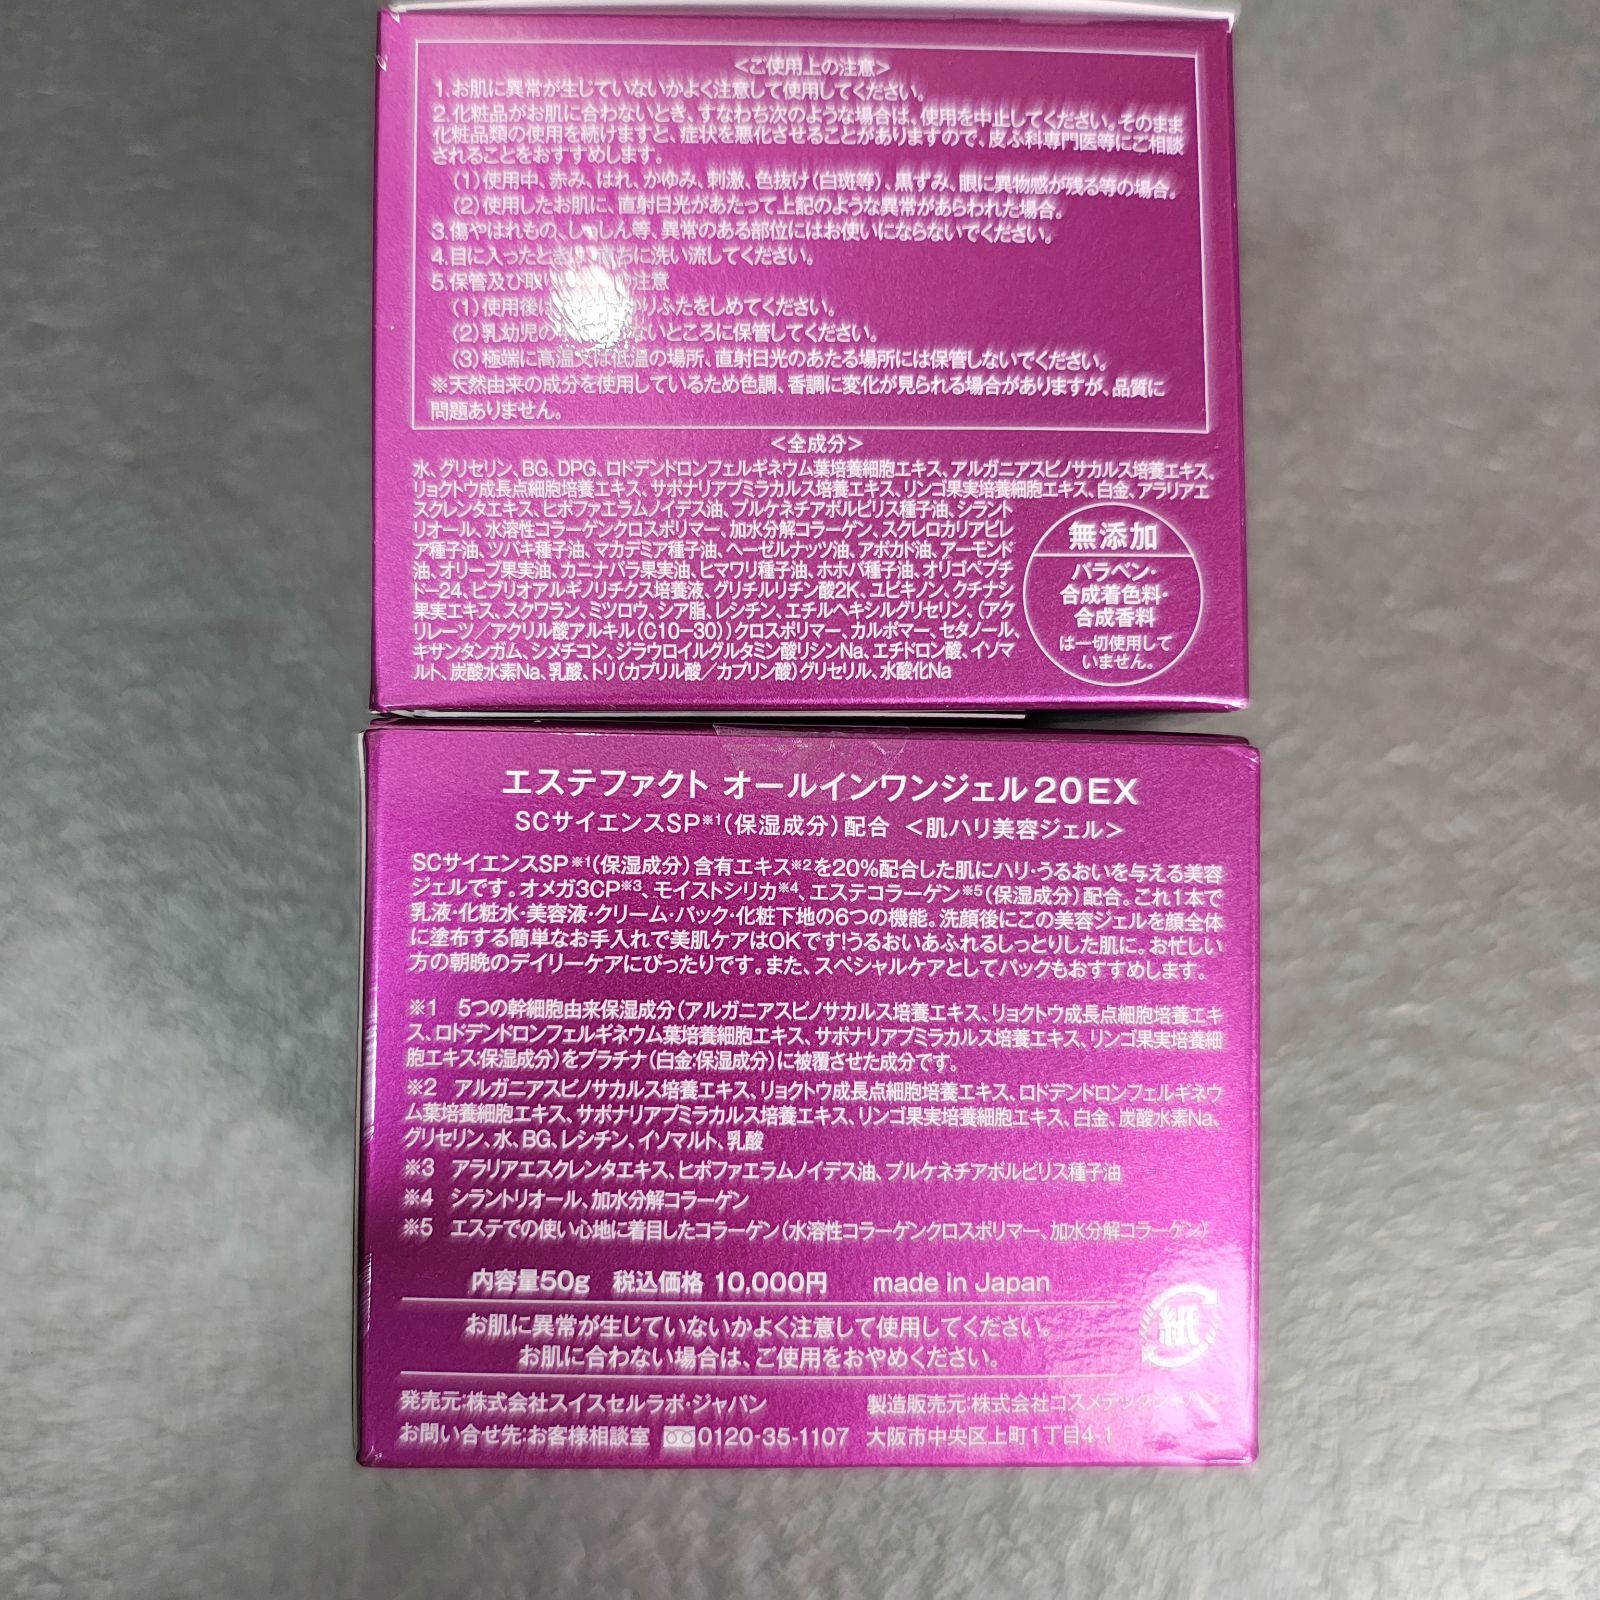 <ご使用上の注意>
1.お肌に異常が生じていないかよく注意して使用してください。
2.化粧品がお肌に合わないとき、すなわち次のような場合は、使用を中止してください。そのまま
化粧品類の使用を続けますと、症状を悪化させることがありますので、皮ふ科専門医等にご相談
されることをおすすめします。
(1)使用中、赤み、はれ、かゆみ、刺激、色抜け(白斑等)、黒ずみ、眼に異物感が残る等の場合。
(2)使用したお肌に、直射日光があたって上記のような異常があらわれた場合。
3.傷やはれもの、しっしん等、異常のある部位にはお使いにならないでください。
4.目に入ったときは、直ちに洗い流してください。
5.保管及び取り 注意
(1)使用後は りふたをしめてください。
(2)乳幼児の ないところに保管してください。
(3)極端に高温又は低温の場所、直射日光のあたる場所には保管しないでください。
※天然由来の成分を使用しているため色調、香調に変化が見られる場合がありますが、品質に
問題ありません。
<全成分>
水、グリセリン、BG、DPG、ロドデンドロンフェルギネウム葉培養細胞エキス、アルガニアスピノサカルス培養エキス、
リョクトウ成長点細胞培養エキス、サポナリアプミラカルス培養エキス、リンゴ果実培養細胞エキス、白金、アラリアエ
スクレンタエキス、ヒポファエラムノイデス油、プルケネチアボルビリス種子油、シラント
リオール、水溶性コラーゲンクロスポリマー、加水分解コラーゲン、スクレロカリアビレ
ア種子油、ツバキ種子油、マカデミア種子油、ヘーゼルナッツ油、アボカド油、アーモンド
油、オリーブ果実油、カニナバラ果実油、ヒマワリ種子油、ホホバ種子油、オリゴペプチ
ド-24、ビブリオアルギノリチクス培養液、グリチルリチン酸2K、ユビキノン、クチナシ
果実エキス、スクワラン、ミツロウ、シア脂、レシチン、エチルヘキシルグリセリン、(アク
リレーツ/アクリル酸アルキル(C10-30))クロスポリマー、カルボマー、セタノール、
キサンタンガム、シメチコン、ジラウロイルグルタミン酸リシンNa、エチドロン酸、イソマ
ルト、炭酸水素Na、乳酸、トリ(カプリル酸/カプリン酸)グリセリル、水酸化Na
無添加
パラベン・
合成着色料・
合成香料
は一切使用して
いません。
エステファクト オールインワンジェル20EX
SCサイエンスSP※1(保湿成分)配合 <肌ハリ美容ジェル>
SCサイエンスSP※1(保湿成分)含有エキス※2を20%配合した肌にハリ・うるおいを与える美容
ジェルです。オメガ3CP※3、モイストシリカ※4、エステコラーゲン※5(保湿成分)配合。これ1本で
乳液・化粧水・美容液・クリーム・パック・化粧下地の6つの機能。洗顔後にこの美容ジェルを顔全体
に塗布する簡単なお手入れで美肌ケアはOKです!うるおいあふれるしっとりした肌に。お忙しい
方の朝晩のデイリーケアにぴったりです。また、スペシャルケアとしてパックもおすすめします。
※1 5つの幹細胞由来保湿成分(アルガニアスピノサカルス培養エキス、リョクトウ成長点細胞培養エキ
ス、ロドデンドロンフェルギネウム葉培養細胞エキス、サポナリアプミラカルス培養エキス、リンゴ果実培養細
胞エキス:保湿成分)をプラチナ(白金:保湿成分)に被覆させた成分です。
※2 アルガニアスピノサカルス培養エキス、リョクトウ成長点細胞培養エキス、ロドデンドロンフェルギネウ
ム葉培養細胞エキス、サポナリアプミラカルス培養エキス、リンゴ果実培養細胞エキス、白金、炭酸水素Na、
グリセリン、水、BG、レシチン、イソマルト、乳酸
※3 アラリアエスクレンタエキス、ヒポファエラムノイデス油、プルケネチアボルビリス種子油
※4 シラントリオール、加水分解コラーゲン
※5 エステでの使い心地に着目したコラーゲン(水溶性コラーゲンクロスポリマー、加水分解コラーゲン)
内容量50g 税込価格 10,000円 made in Japan
お肌に異常が生じていないかよく注意して使用してください。
お肌に合わない場合は、ご使用をおやめください。
紙
発売元:株式会社スイスセルラボ・ジャパン 製造販売元:株式会社コスメテックジャパン
お問い合せ先:お客様相談室 0120-35-1107 大阪市中央区上町1丁目4-1